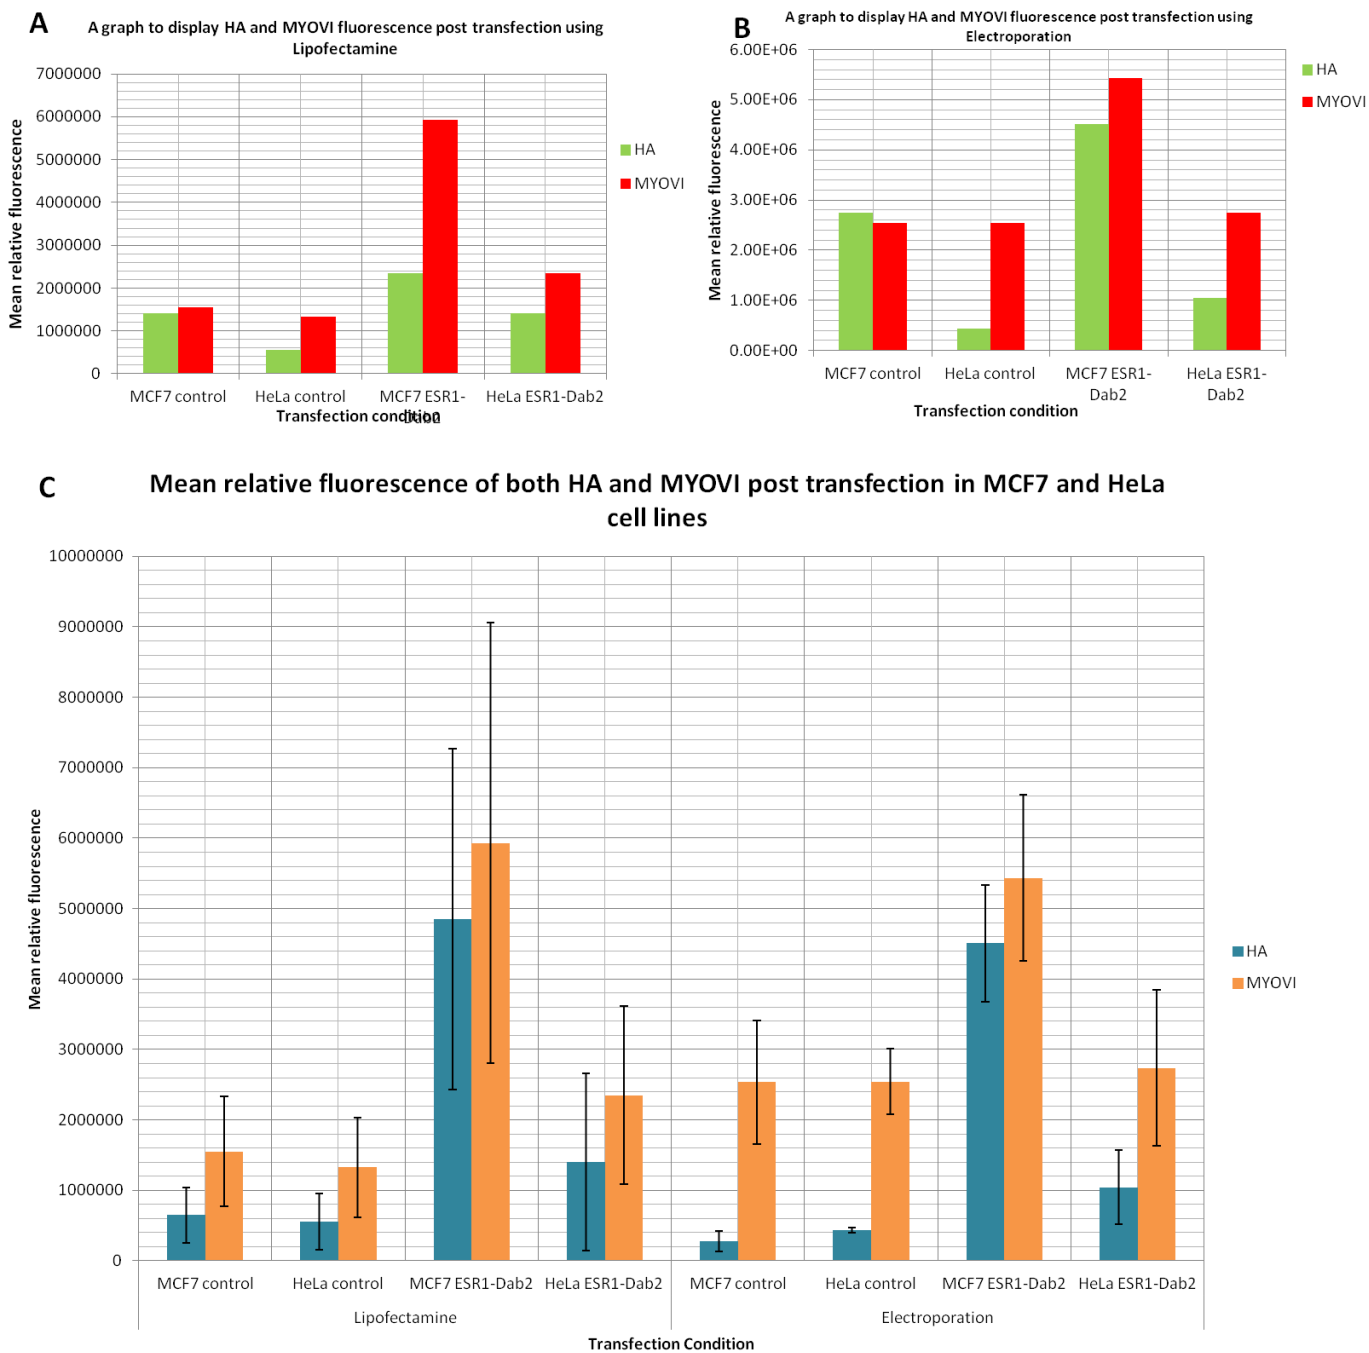 A
A graph to display HA and MYOVI fluorescence post transfection using
Lipofectamine
7000000
6000000
5000000
4000000
3000000
2000000
1000000
0
Mean relative fluorescence
MCF7 control
HeLa control
MCF7 ESR1-
Dab2
HeLa ESR1-Dab2
Transfection condition
HA
MYOVI
B
A graph to display HA and MYOVI fluorescence post transfection using
Electroporation
6.00E+06
5.00E+06
4.00E+06
3.00E+06
2.00E+06
1.00E+06
0.00E+00
Mean relative fluorescence
MCF7 control
HeLa control
MCF7 ESR1-
Dab2
HeLa ESR1-
Dab2
Transfection condition
HA
MYOVI
C
Mean relative fluorescence of both HA and MYOVI post transfection in MCF7 and HeLa
cell lines
10000000
9000000
8000000
7000000
6000000
5000000
4000000
3000000
2000000
1000000
0
Mean relative fluorescence
MCF7 control
HeLa control
MCF7 ESR1-Dab2
HeLa ESR1-Dab2
MCF7 control
HeLa control
MCF7 ESR1-Dab2
HeLa ESR1-Dab2
Lipofectamine
Electroporation
Transfection Condition
HA
MYOVI